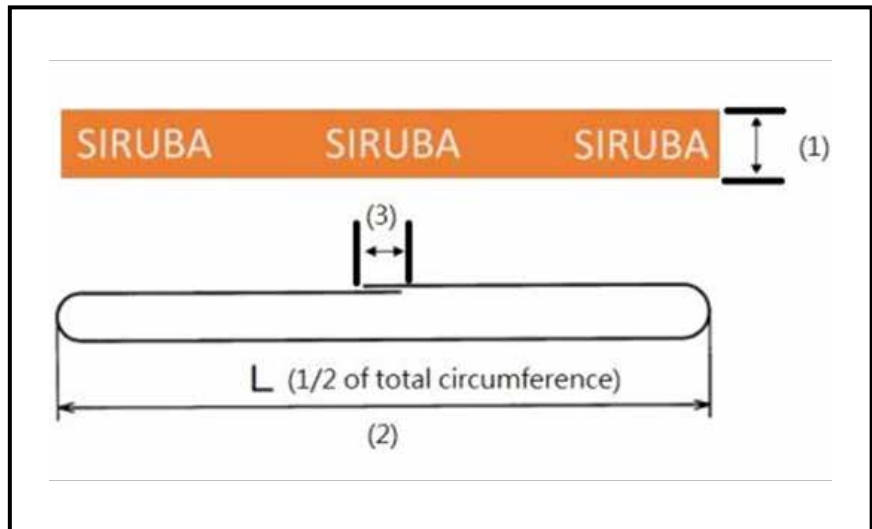 SIRUBA SIRUBA SIRUBA
(1)
(3)
L (1/2 of total circumference)
(2)